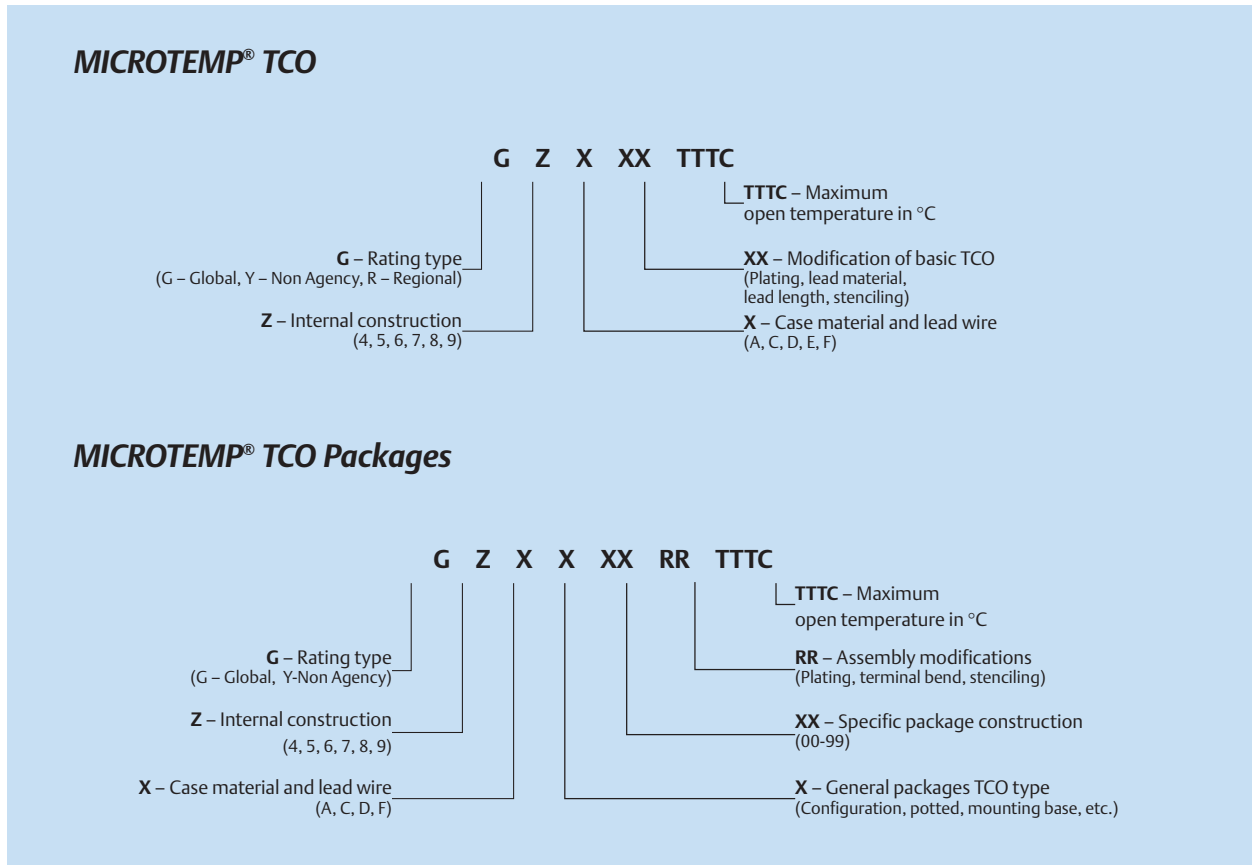 MICROTEMP® TCO
G Z X XX TTTC
TTTC – Maximum
open temperature in °C
G – Rating type
(G – Global, Y – Non Agency, R – Regional)
XX – Modification of basic TCO
(Plating, lead material,
lead length, stenciling)
Z – Internal construction
(4, 5, 6, 7, 8, 9)
X – Case material and lead wire
(A, C, D, E, F)
MICROTEMP® TCO Packages
G Z X X XX RR TTTC
TTTC – Maximum
open temperature in °C
G – Rating type
(G – Global, Y-Non Agency)
RR – Assembly modifications
(Plating, terminal bend, stenciling)
Z – Internal construction
(4, 5, 6, 7, 8, 9)
XX – Specific package construction
(00-99)
X – Case material and lead wire
(A, C, D, F)
X – General packages TCO type
(Configuration, potted, mounting base, etc.)